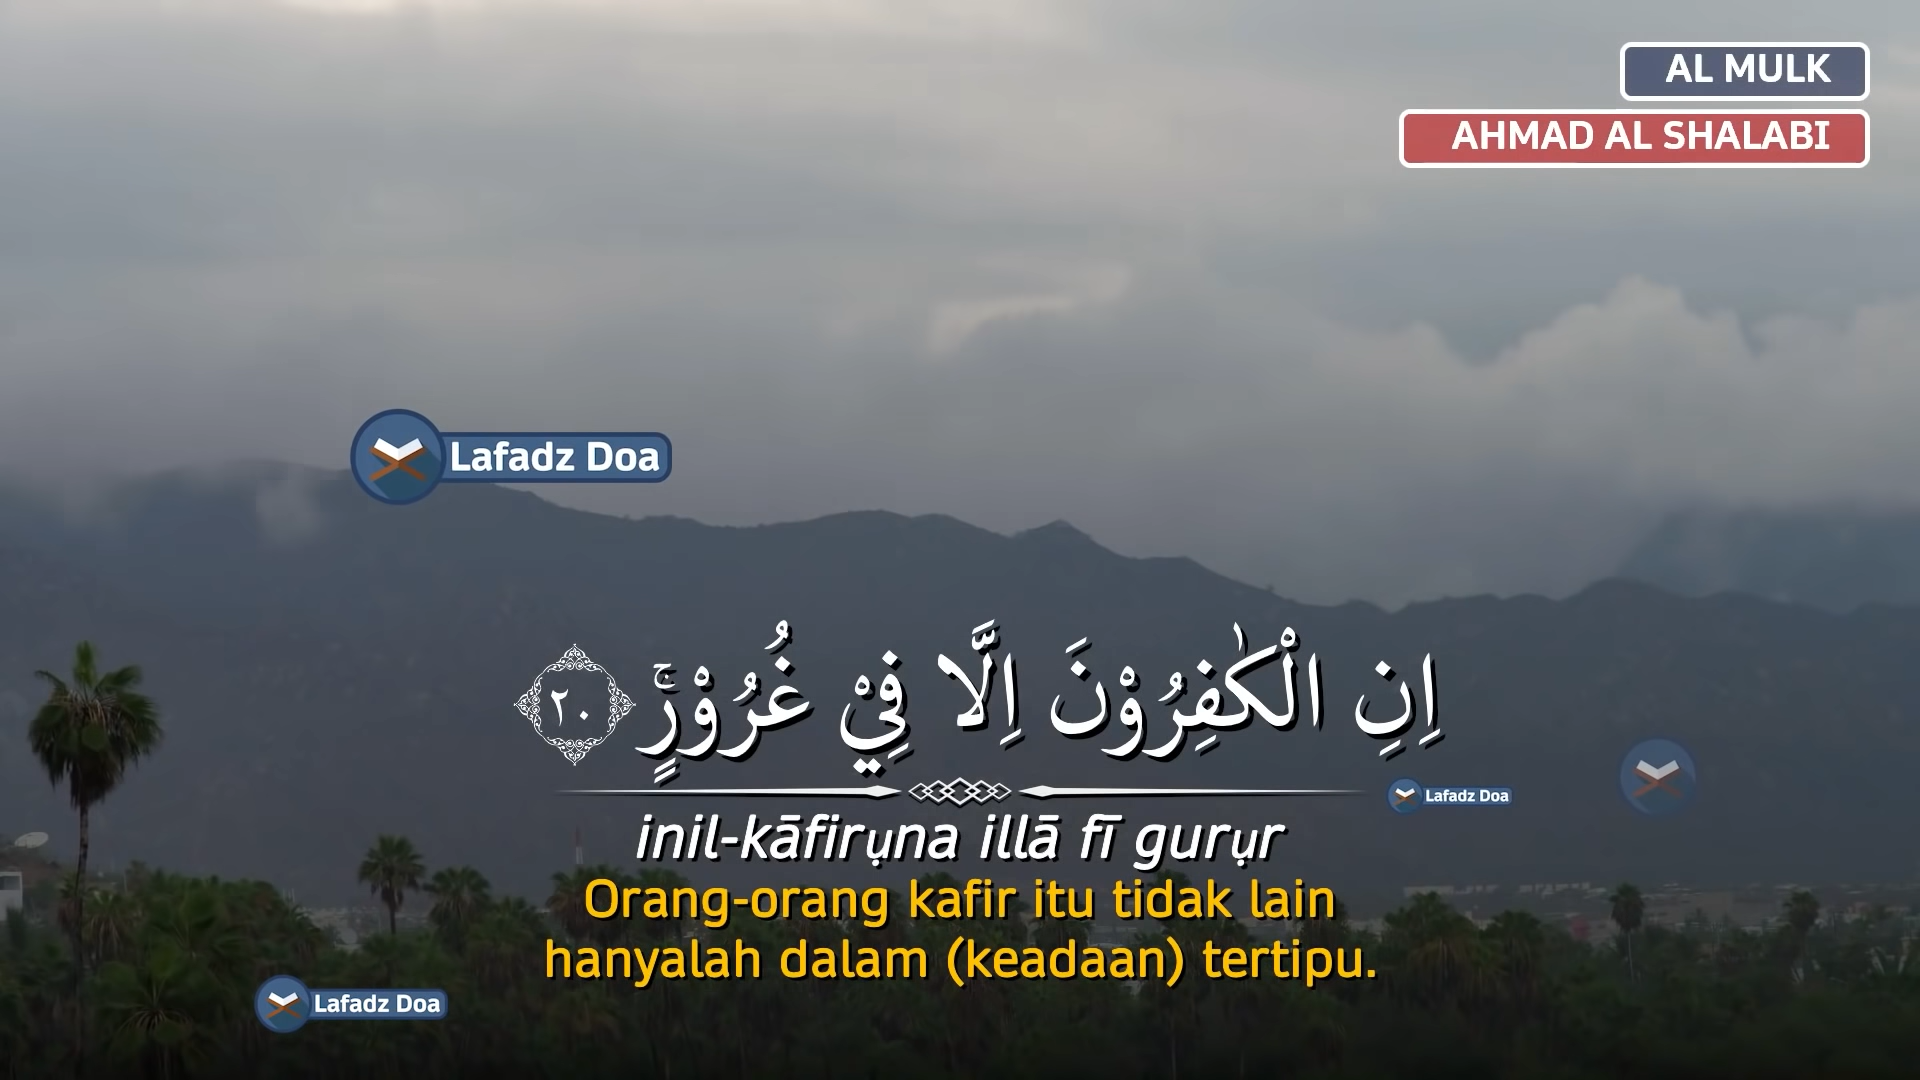 AL MULK
AHMAD AL SHALABI
Lafadz Doa
اِنِ الْكٰفِرُوْنَ اِلَّا فِيْ غُرُوْرٍۚ ٢٠
Lafadz Doa
inil-kāfirụna illā fī gurụr
Orang-orang kafir itu tidak lain
hanyalah dalam (keadaan) tertipu.
Lafadz Doa